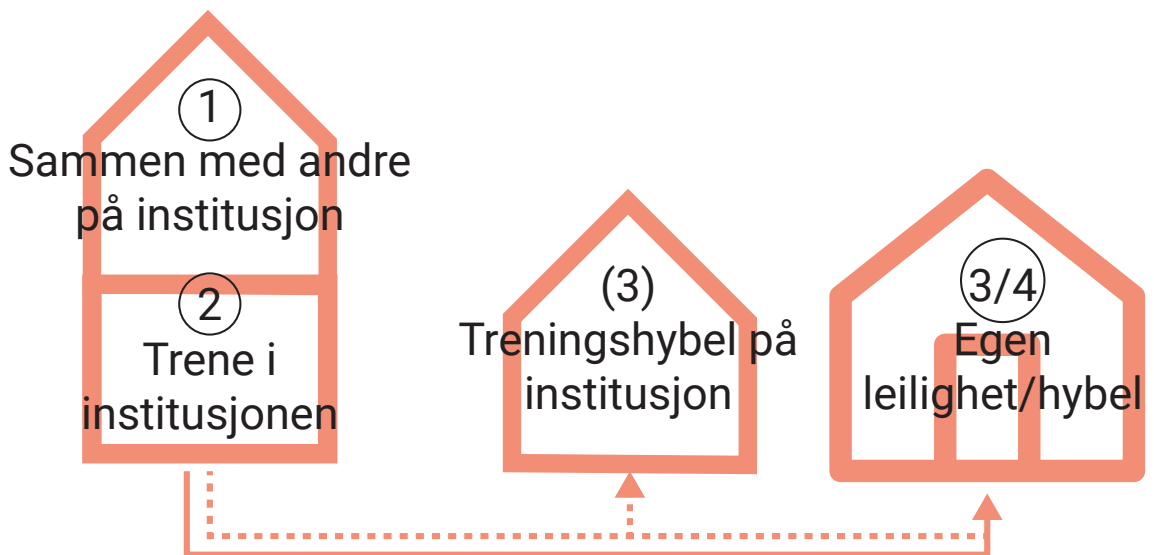 1
Sammen med andre
på institusjon
2
Trene i
institusjonen
(3)
Treningshybel på
institusjon
3/4
Egen
leilighet/hybel